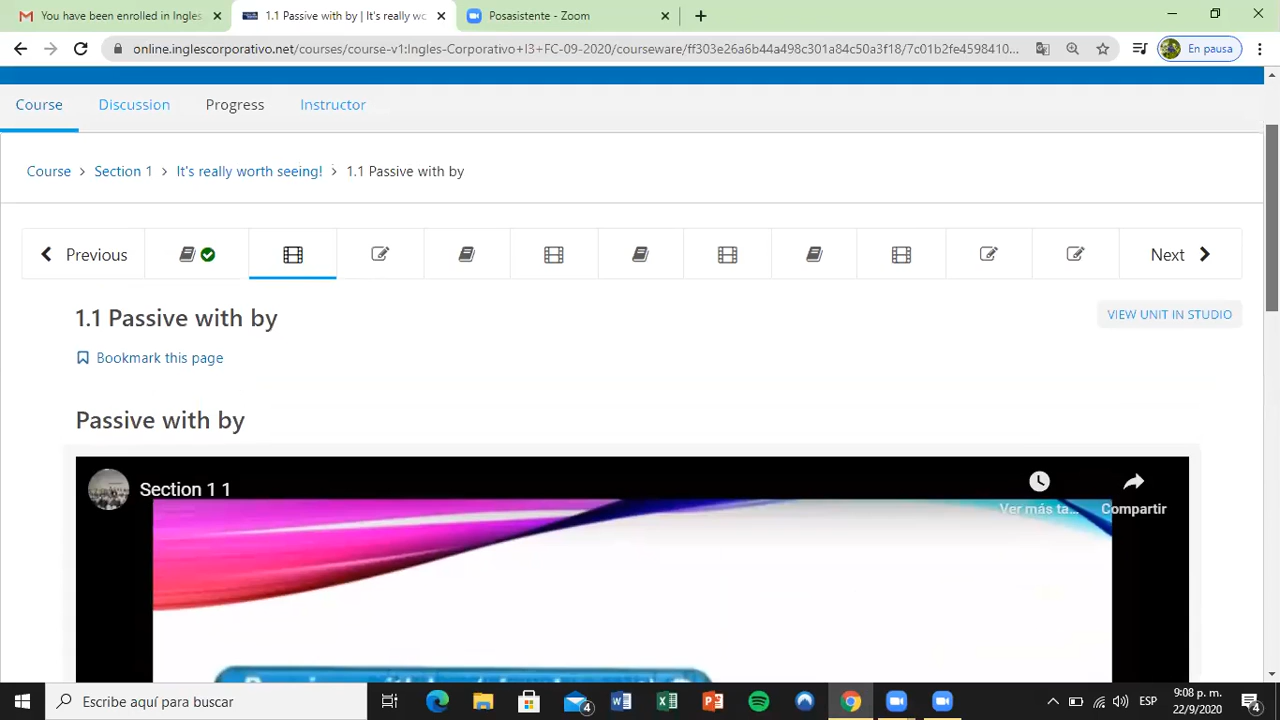 You have been enrolled in Ingles
1.1 Passive with by | It's really wo
Posasistente - Zoom
online.inglescorporativo.net/courses/course-v1:Ingles-Corporativo+I3+FC-09-2020/courseware/ff303e26a6b44a498c301a84c50a3f18/7c01b2fe4598410...
En pausa
Course
Discussion
Progress
Instructor
Course > Section 1 > It's really worth seeing! > 1.1 Passive with by
Previous
Next
1.1 Passive with by
VIEW UNIT IN STUDIO
Bookmark this page
Passive with by
Section 1 1
Ver más ta...
Compartir
Escribe aquí para buscar
4
ESP
9:08 p. m.
22/9/2020
4